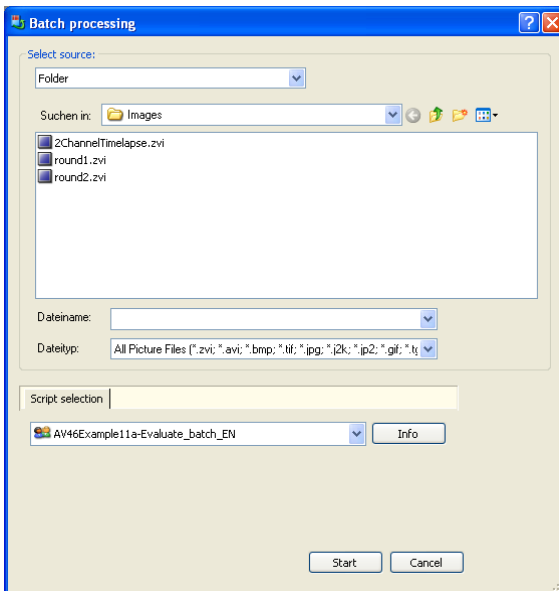 Batch processing
Select source:
Folder
Suchen in: Images
2ChannelTimelapse.zvi
round1.zvi
round2.zvi
Dateiname:
Dateityp: All Picture Files (*.zvi; *.avi; *.bmp; *.tif; *.jpg; *.j2k; *.jp2; *.gif;
Script selection
AV46Example11a-Evaluate_batch_EN Info
Start Cancel